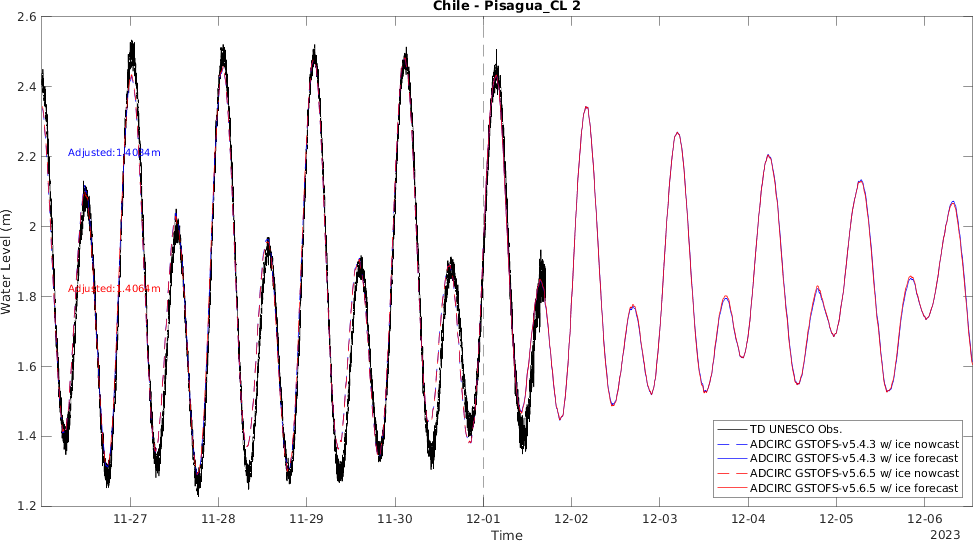 Chile - Pisagua_CL 2
Water Level (m)
2.6
2.4
2.2
2
1.8
1.6
1.4
1.2
Adjusted:1.4084m
Adjusted:1.4064m
TD UNESCO Obs.
ADCIRC GSTOFS-v5.4.3 w/ ice nowcast
ADCIRC GSTOFS-v5.4.3 w/ ice forecast
ADCIRC GSTOFS-v5.6.5 w/ ice nowcast
ADCIRC GSTOFS-v5.6.5 w/ ice forecast
11-27 11-28 11-29 11-30 12-01 12-02 12-03 12-04 12-05 12-06
Time
2023